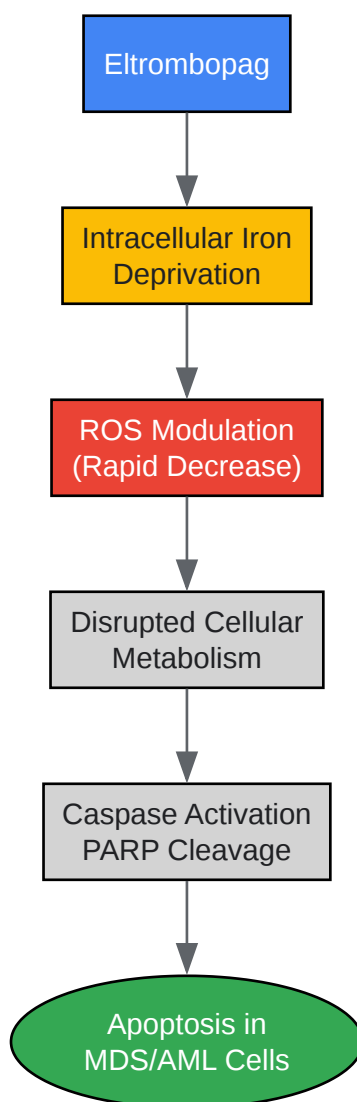 Eltrombopag
Intracellular Iron
Deprivation
ROS Modulation
(Rapid Decrease)
Disrupted Cellular
Metabolism
Caspase Activation
PARP Cleavage
Apoptosis in
MDS/AML Cells